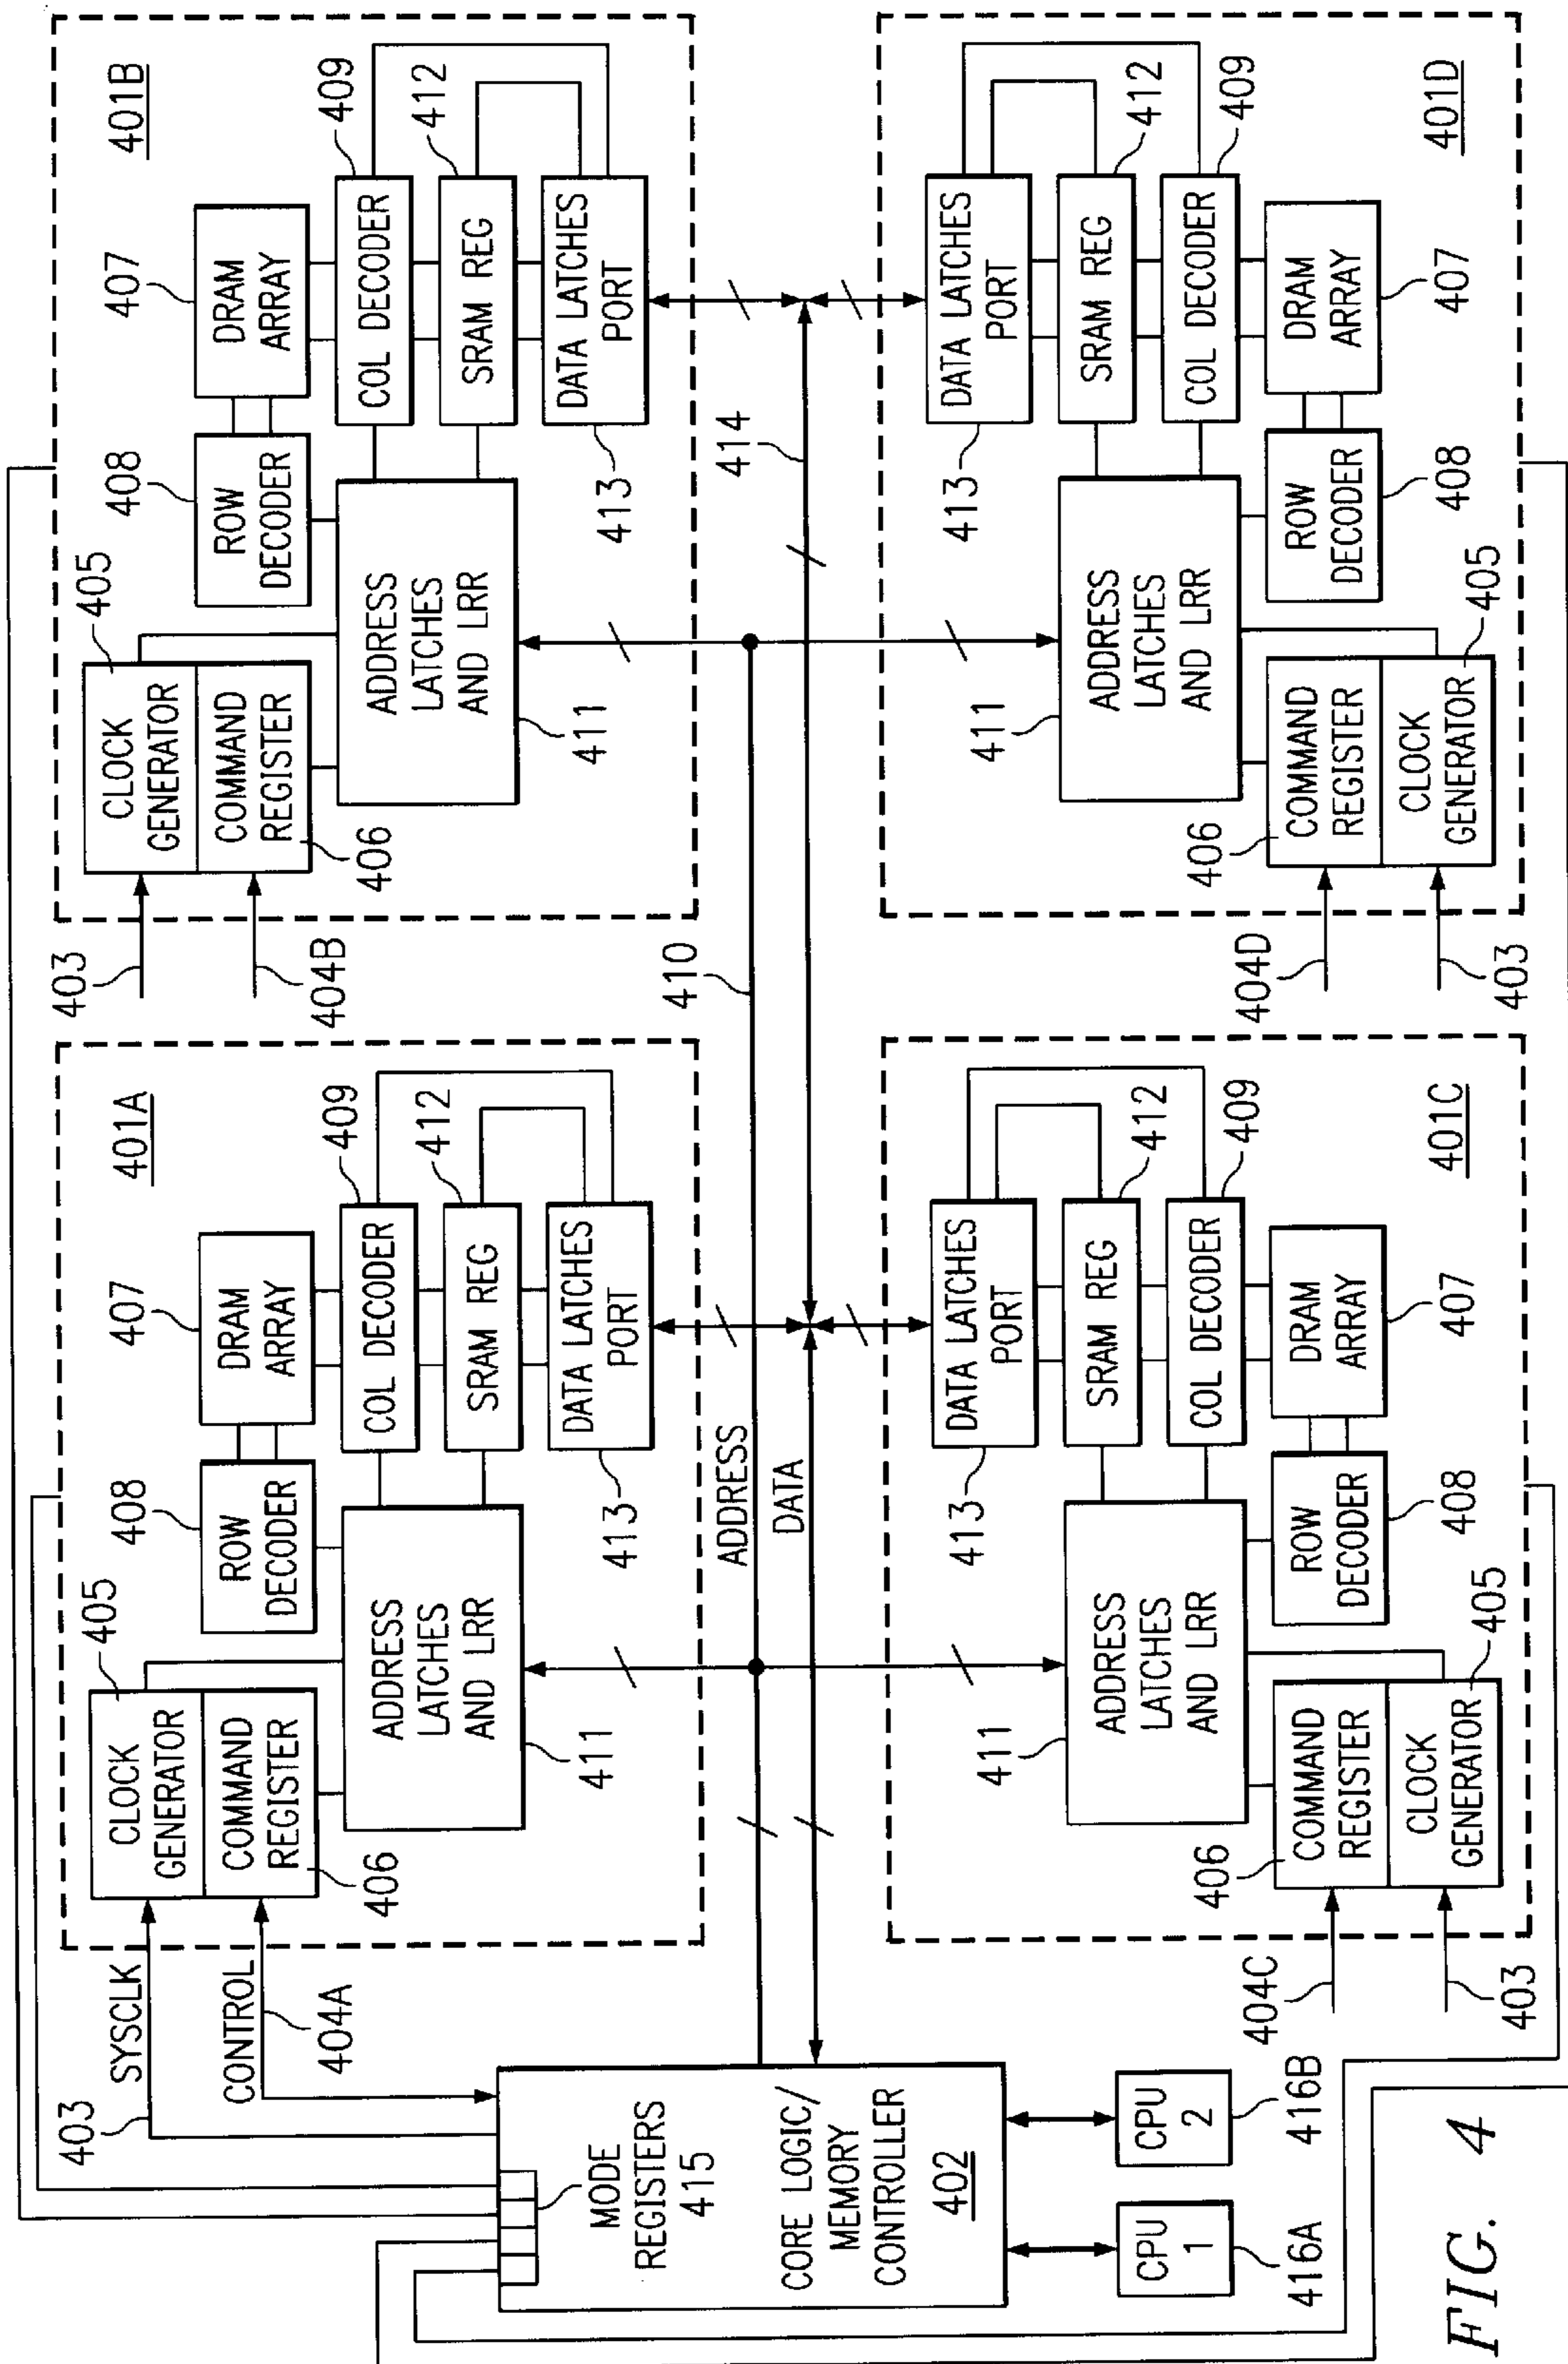 401B
409
412
407
DRAM
ARRAY
COL DECODER
SRAM REG
DATA LATCHES
PORT
408
ROW
DECODER
405
413
CLOCK
GENERATOR
COMMAND
REGISTER
406
ADDRESS
LATCHES
AND LRR
411
403
404B
401D
409
412
407
DATA LATCHES
PORT
SRAM REG
COL DECODER
DRAM
ARRAY
413
408
ROW
DECODER
405
ADDRESS
LATCHES
AND LRR
411
406
COMMAND
REGISTER
CLOCK
GENERATOR
404D
403
414
410
401A
409
412
407
DRAM
ARRAY
COL DECODER
SRAM REG
DATA LATCHES
PORT
408
ROW
DECODER
405
413
CLOCK
GENERATOR
COMMAND
REGISTER
406
ADDRESS
LATCHES
AND LRR
411
SYSCLK
403
CONTROL
404A
ADDRESS
DATA
401C
409
412
407
DATA LATCHES
PORT
SRAM REG
COL DECODER
DRAM
ARRAY
413
408
ROW
DECODER
405
ADDRESS
LATCHES
AND LRR
411
406
COMMAND
REGISTER
CLOCK
GENERATOR
404C
403
MODE
REGISTERS
415
CORE LOGIC/
MEMORY
CONTROLLER
402
CPU
1
416A
CPU
2
416B
FIG. 4